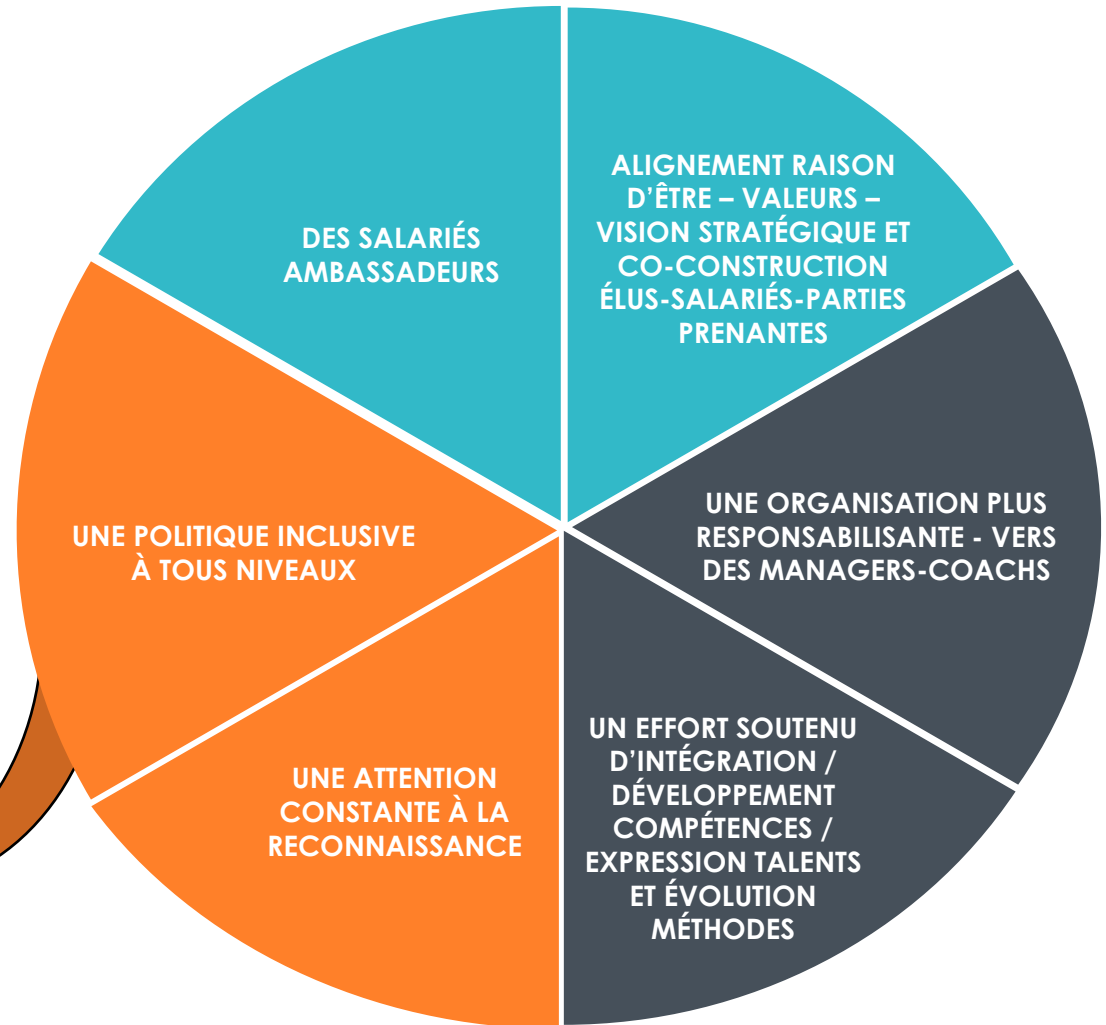 ALIGNEMENT RAISON
D’ÊTRE – VALEURS –
VISION STRATÉGIQUE ET
CO-CONSTRUCTION
ÉLUS-SALARIÉS-PARTIES
PRENANTES
UNE ORGANISATION PLUS
RESPONSABILISANTE - VERS
DES MANAGERS-COACHS
UN EFFORT SOUTENU
D’INTÉGRATION /
DÉVELOPPEMENT
COMPÉTENCES /
EXPRESSION TALENTS
ET ÉVOLUTION
MÉTHODES
UNE ATTENTION
CONSTANTE À LA
RECONNAISSANCE
UNE POLITIQUE INCLUSIVE
À TOUS NIVEAUX
DES SALARIÉS
AMBASSADEURS